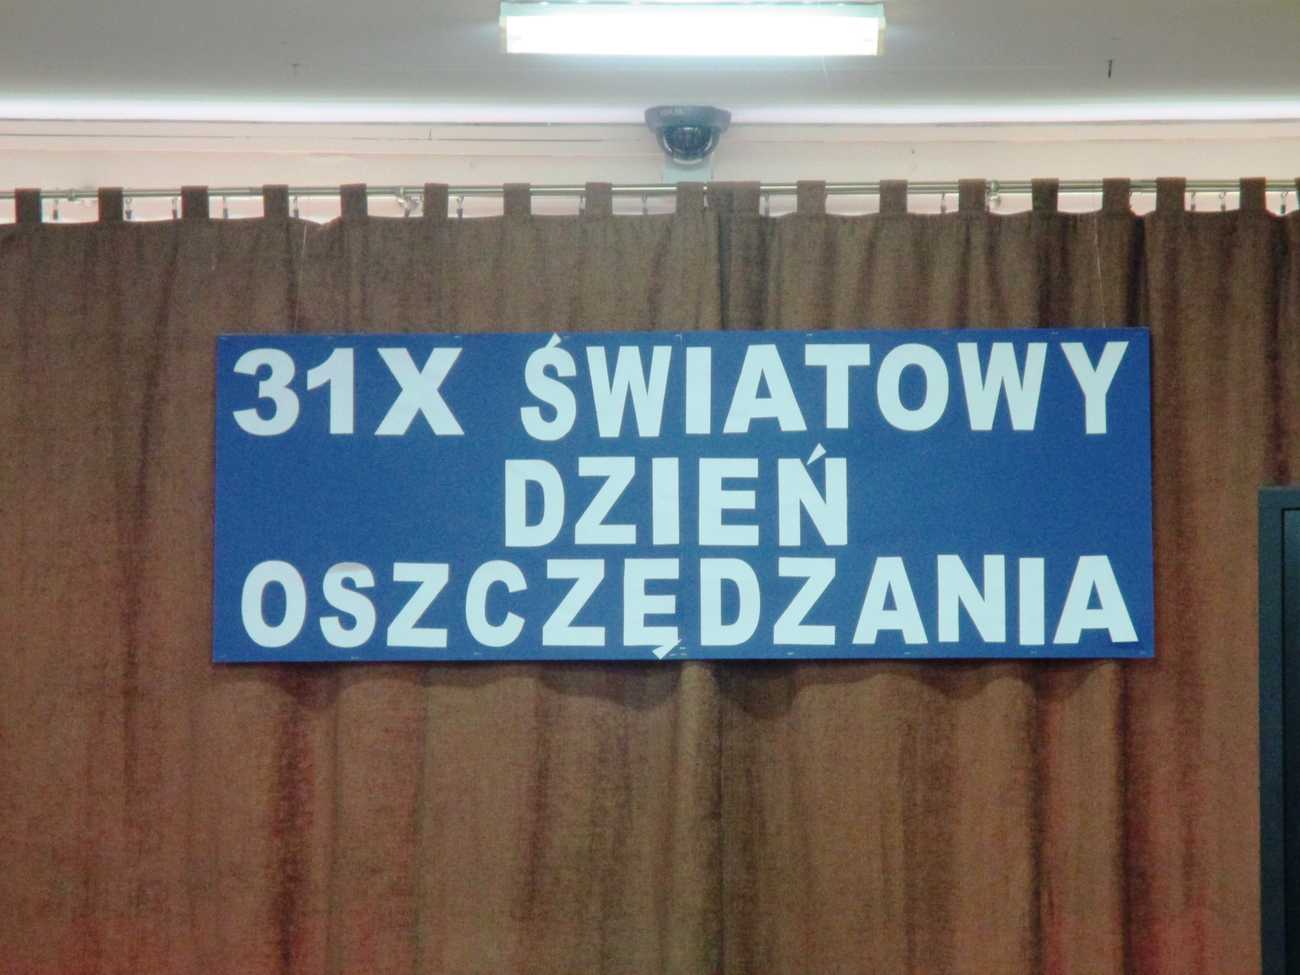 31X ŚWIATOWY
DZIEŃ
OSZCZĘDZANIA